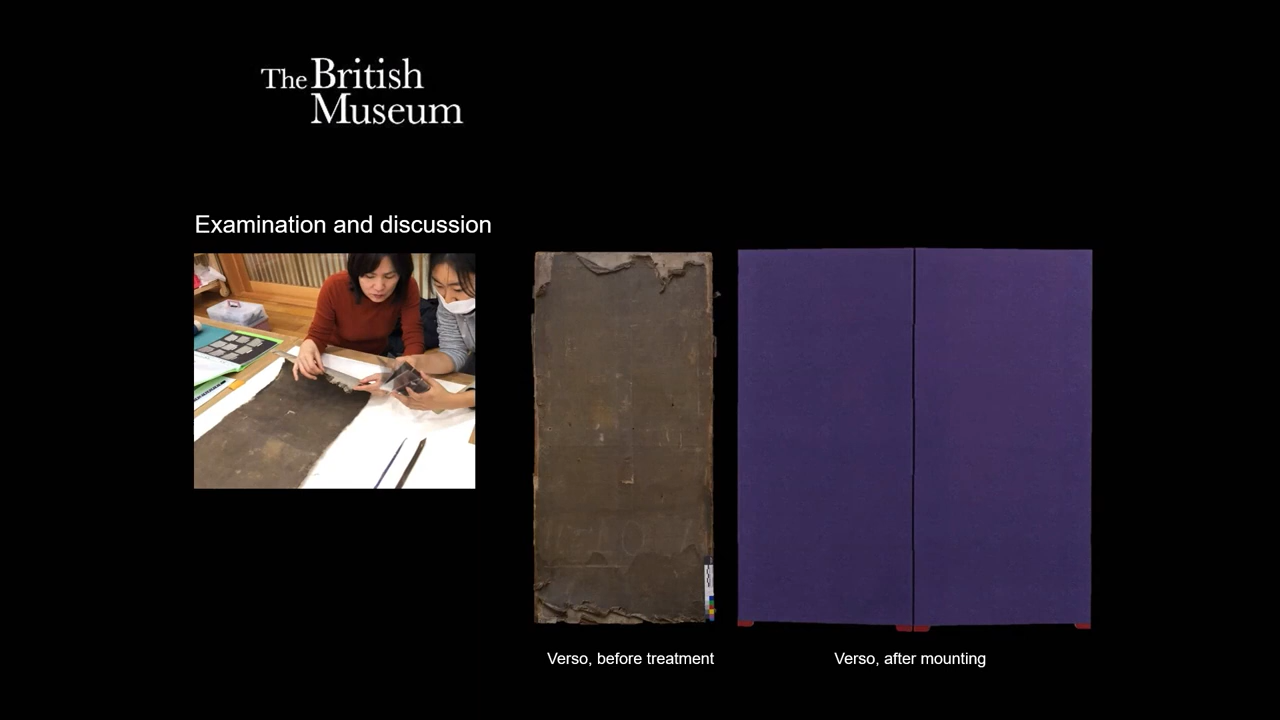 The British
Museum
Examination and discussion
Verso, before treatment
Verso, after mounting